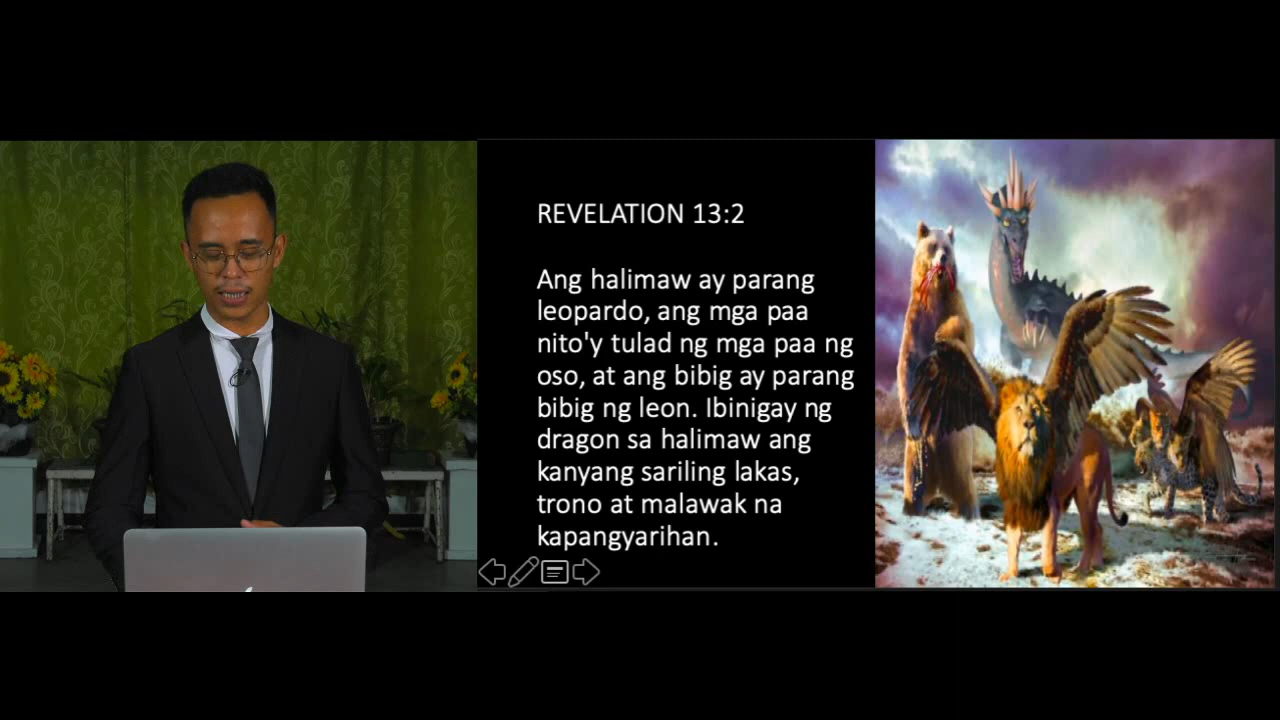 REVELATION 13:2
Ang halimaw ay parang
leopardo, ang mga paa
nito'y tulad ng mga paa ng
oso, at ang bibig ay parang
bibig ng leon. Ibinigay ng
dragon sa halimaw ang
kanyang sariling lakas,
trono at malawak na
kapangyarihan.